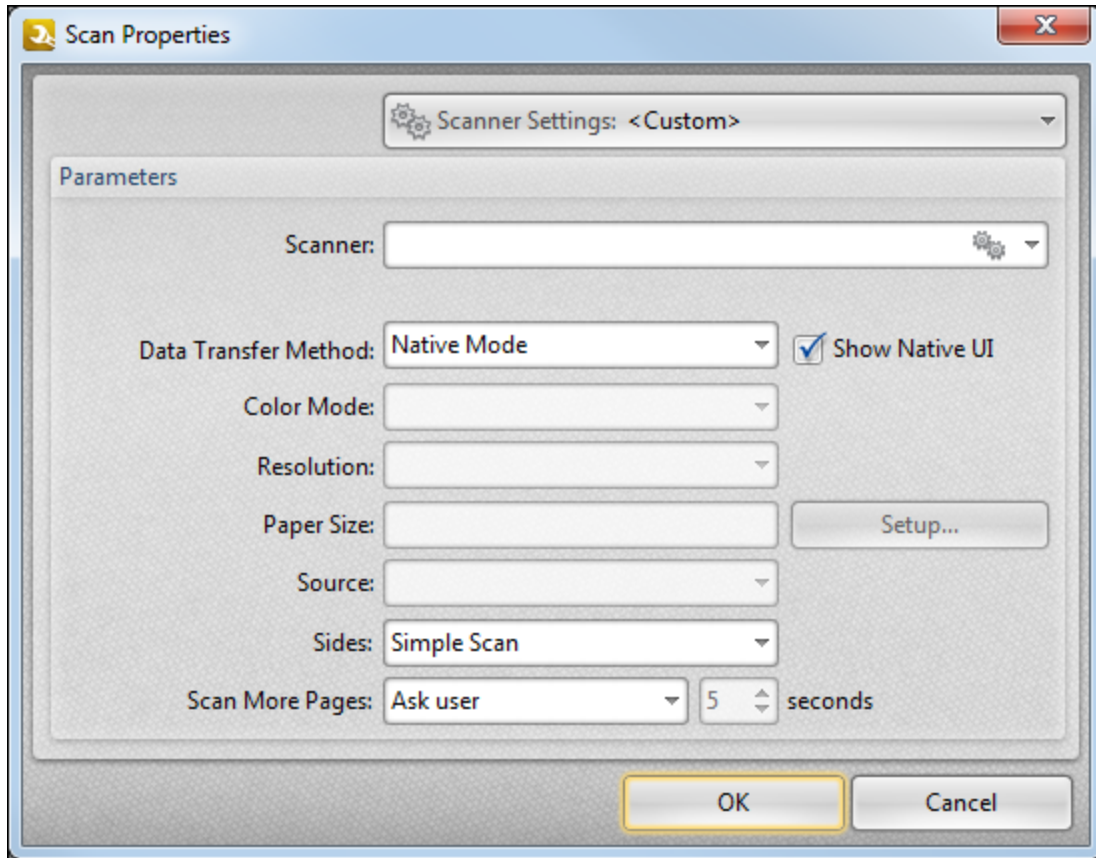 Scan Properties
Scanner Settings: <Custom>
Parameters
Scanner:
Data Transfer Method: Native Mode Show Native UI
Color Mode:
Resolution:
Paper Size: Setup...
Source:
Sides: Simple Scan
Scan More Pages: Ask user 5 seconds
OK Cancel